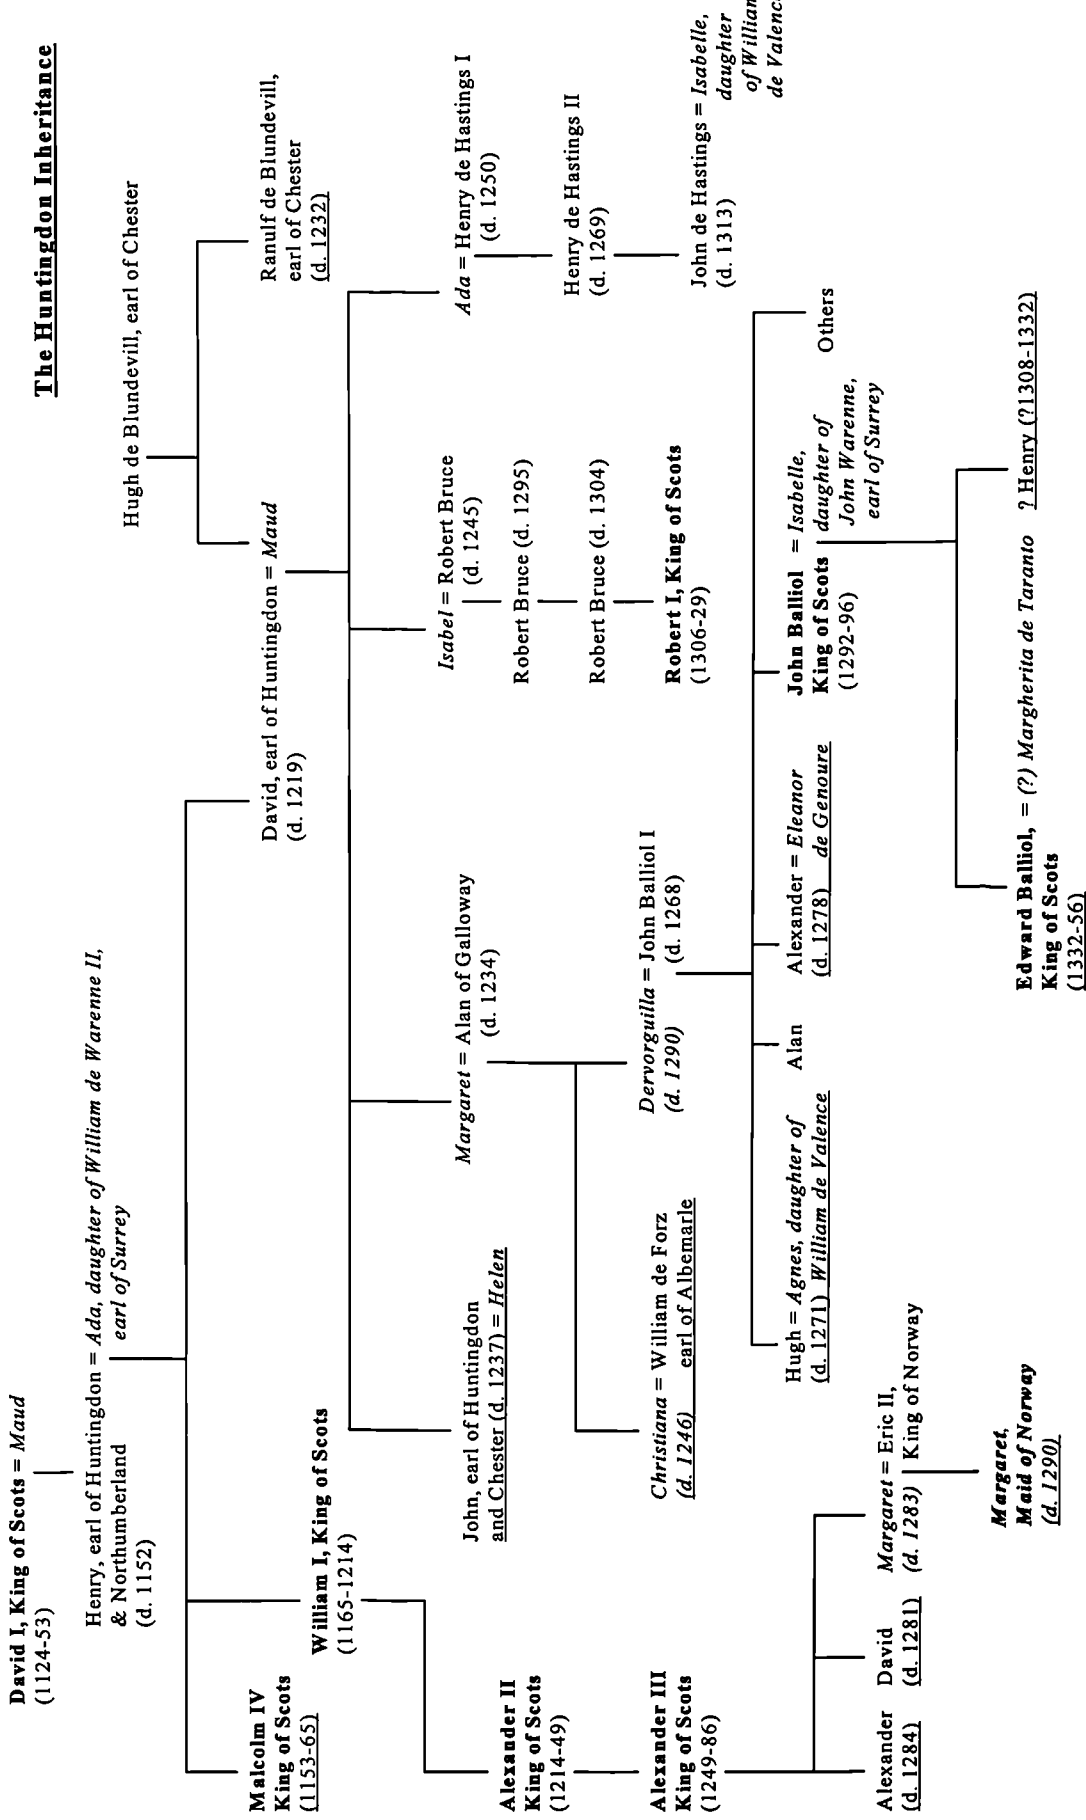 The Huntingdon Inheritance
David I, King of Scots = Maud
(1124-53)
Henry, earl of Huntingdon = Ada, daughter of William de Warenne II,
& Northumberland
earl of Surrey
(d. 1152)
Hugh de Blundevill, earl of Chester
Malcolm IV
King of Scots
(1153-65)
William I, King of Scots
(1165-1214)
David, earl of Huntingdon = Maud
(d. 1219)
Ranulf de Blundevill,
earl of Chester
(d. 1232)
Alexander II
King of Scots
(1214-49)
John, earl of Huntingdon
and Chester (d. 1237) = Helen
Margaret = Alan of Galloway
(d. 1234)
Isabel = Robert Bruce
(d. 1245)
Ada = Henry de Hastings I
(d. 1250)
Robert Bruce (d. 1295)
Henry de Hastings II
(d. 1269)
Robert Bruce (d. 1304)
Alexander III
King of Scots
(1249-86)
Christiana = William de Forz
(d. 1246) earl of Albemarle
Dervorguilla = John Balliol I
(d. 1290) (d. 1268)
Robert I, King of Scots
(1306-29)
John de Hastings = Isabelle,
(d. 1313) daughter
of William
de Valence
Hugh = Agnes, daughter of
(d. 1271) William de Valence
Alan
Alexander = Eleanor
(d. 1278) de Genoure
John Balliol = Isabelle,
King of Scots daughter of
(1292-96) John Warenne,
earl of Surrey
Others
Alexander
(d. 1284)
David
(d. 1281)
Margaret = Eric II,
(d. 1283) King of Norway
Margaret,
Maid of Norway
(d. 1290)
Edward Balliol, = (?) Margherita de Taranto
King of Scots
(1332-56)
? Henry (?1308-1332)